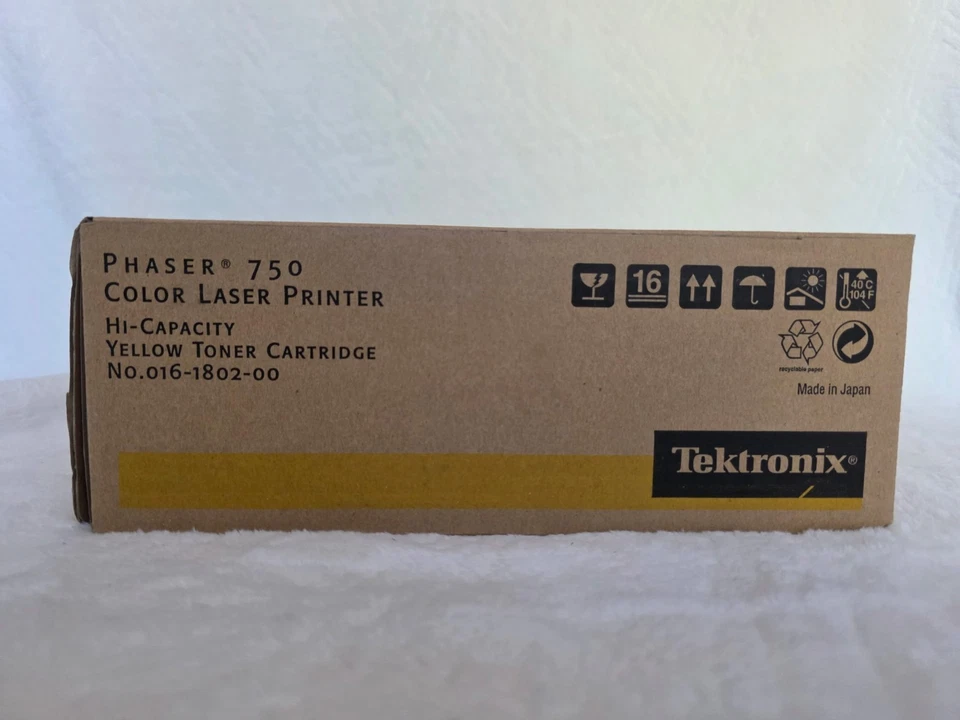 PHASER® 750
COLOR LASER PRINTER
HI-CAPACITY
YELLOW TONER CARTRIDGE
NO.016-1802-00
16
40 C
104 F
recyclable paper
Made in Japan
Tektronix®